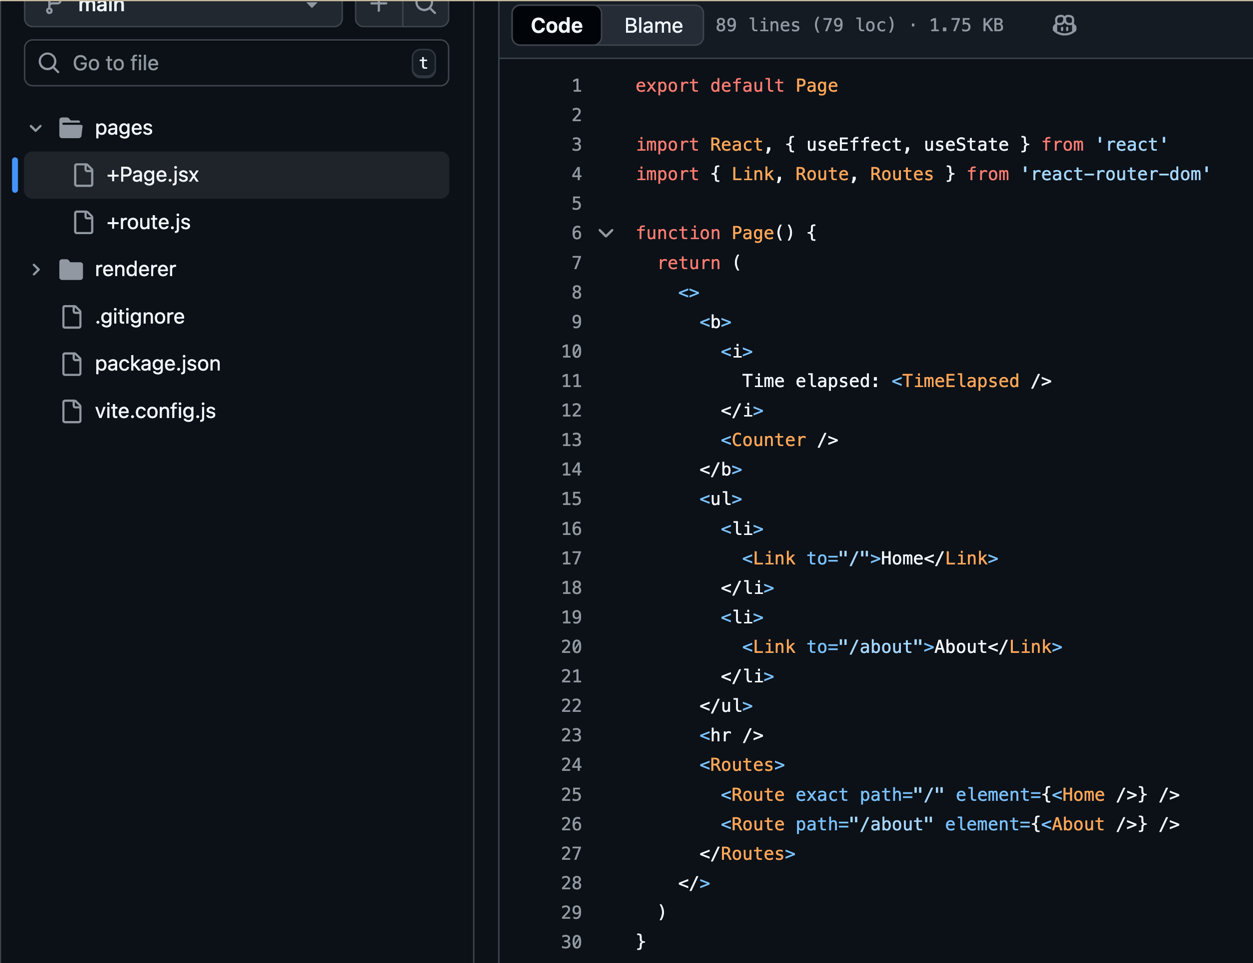 main
Go to file
t
pages
+Page.jsx
+route.js
renderer
.gitignore
package.json
vite.config.js
Code Blame 89 lines (79 loc) · 1.75 KB
1 export default Page
2
3 import React, { useEffect, useState } from 'react'
4 import { Link, Route, Routes } from 'react-router-dom'
5
6 function Page() {
7   return (
8     <>
9       <b>
10         <i>
11           Time elapsed: <TimeElapsed />
12         </i>
13         <Counter />
14       </b>
15       <ul>
16         <li>
17           <Link to="/">Home</Link>
18         </li>
19         <li>
20           <Link to="/about">About</Link>
21         </li>
22       </ul>
23       <hr />
24       <Routes>
25         <Route exact path="/" element={<Home />} />
26         <Route path="/about" element={<About />} />
27       </Routes>
28     </>
29   )
30 }